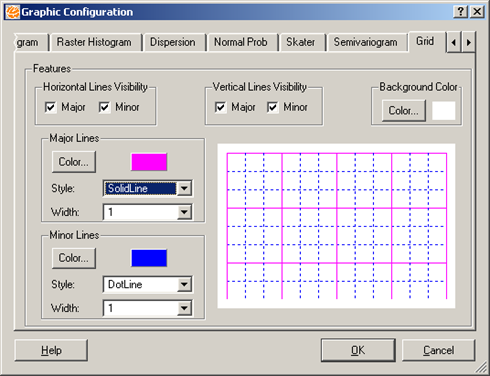 Graphic Configuration
gram Raster Histogram Dispersion Normal Prob Skater Semivariogram Grid
Features
Horizontal Lines Visibility Vertical Lines Visibility Background Color
Major Minor Major Minor Color...
Major Lines
Color...
Style: SolidLine
Width: 1
Minor Lines
Color...
Style: DotLine
Width: 1
Help OK Cancel